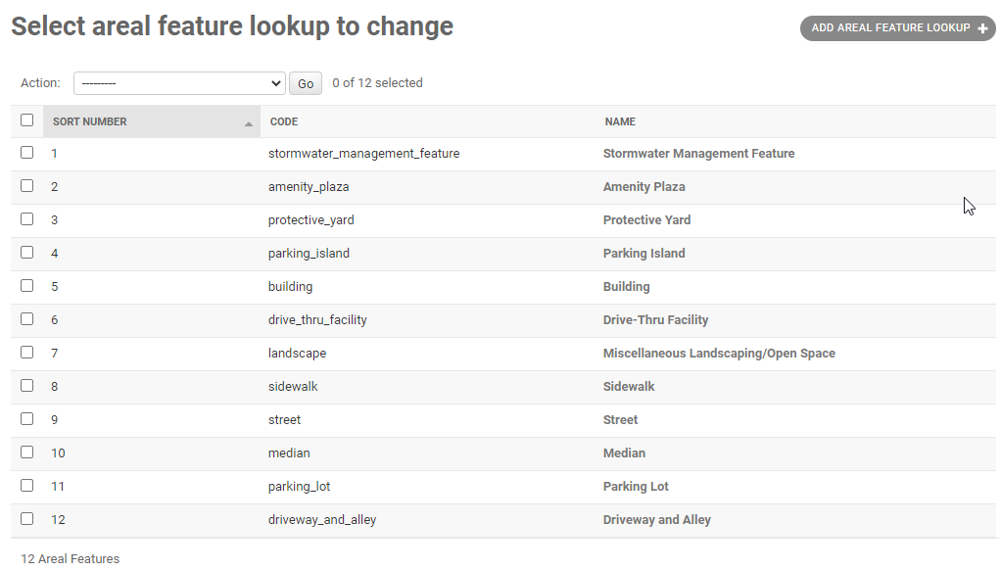 Select areal feature lookup to change
ADD AREAL FEATURE LOOKUP +
Action: --------- Go 0 of 12 selected
SORT NUMBER CODE NAME
1 stormwater_management_feature Stormwater Management Feature
2 amenity_plaza Amenity Plaza
3 protective_yard Protective Yard
4 parking_island Parking Island
5 building Building
6 drive_thru_facility Drive-Thru Facility
7 landscape Miscellaneous Landscaping/Open Space
8 sidewalk Sidewalk
9 street Street
10 median Median
11 parking_lot Parking Lot
12 driveway_and_alley Driveway and Alley
12 Areal Features